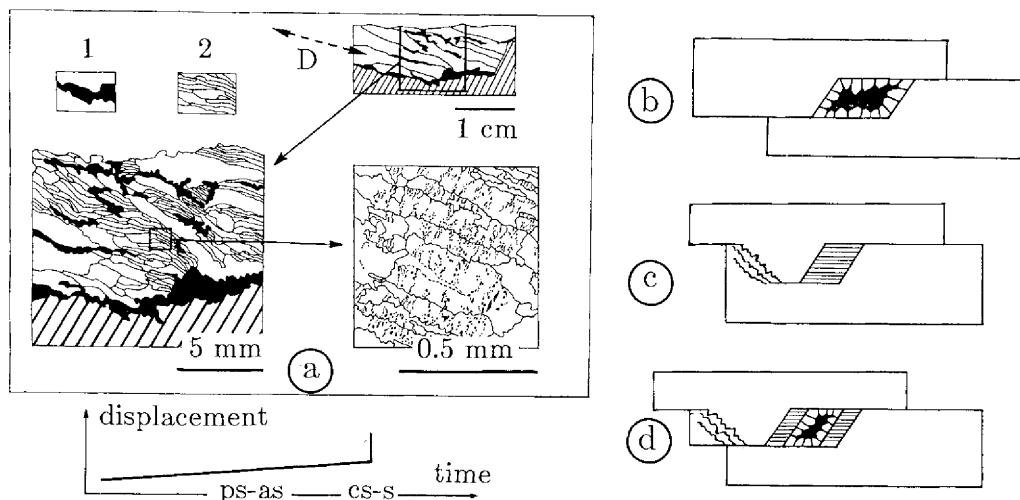 1 2
D
1 cm
5 mm
0.5 mm
a
displacement
time
ps-as cs-s
b
c
d